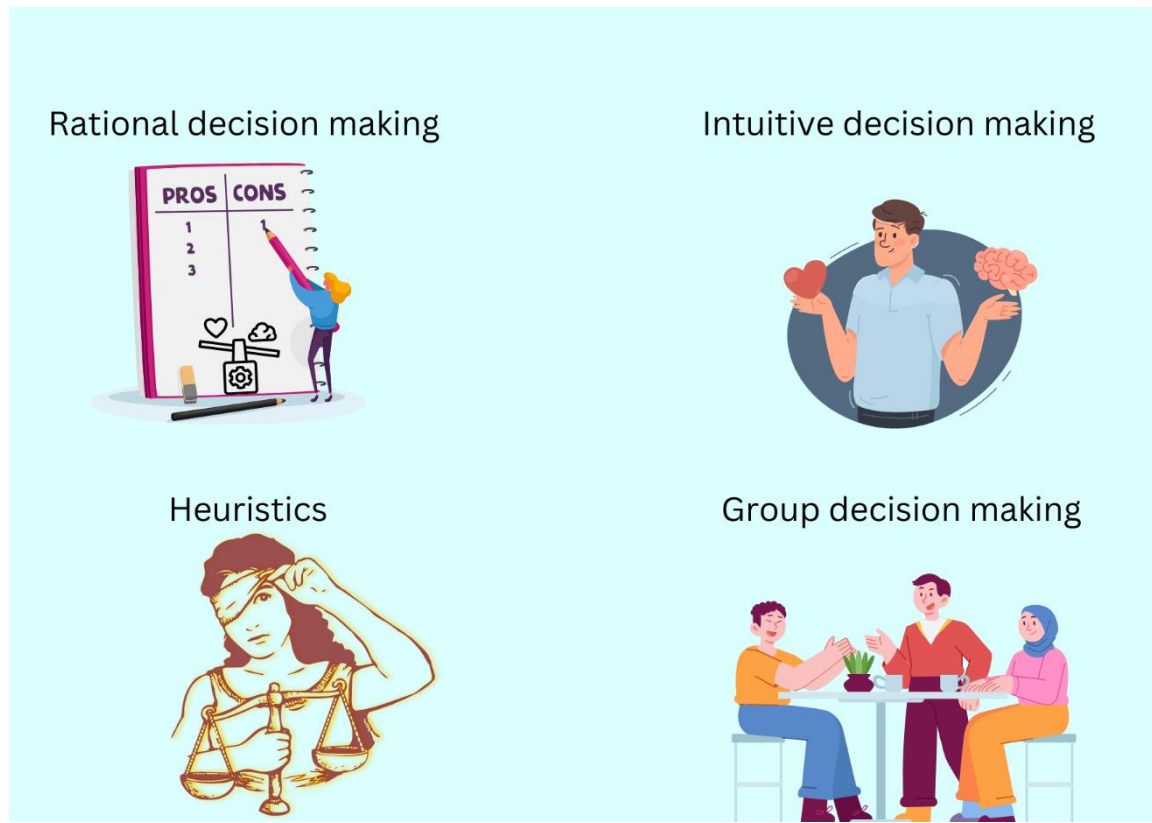 Rational decision making
Intuitive decision making
PROS CONS
1 1
2
3
Heuristics
Group decision making